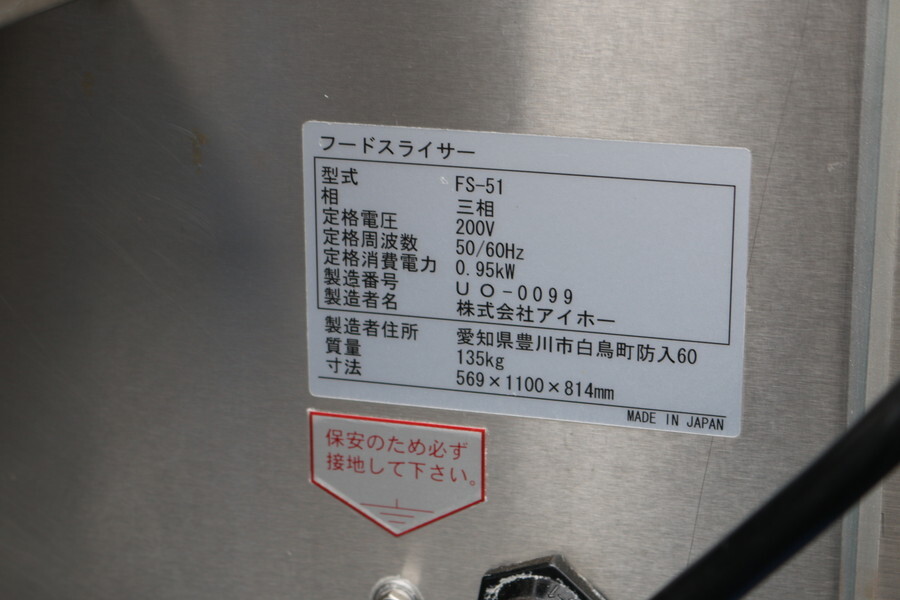 フードスライサー
型式 FS-51
相 三相
定格電圧 200V
定格周波数 50/60Hz
定格消費電力 0.95kW
製造番号 UO-0099
製造者名 株式会社アイホー
製造者住所 愛知県豊川市白鳥町防入60
質量 135kg
寸法 569×1100×814mm
MADE IN JAPAN
保安のため必ず
接地して下さい。